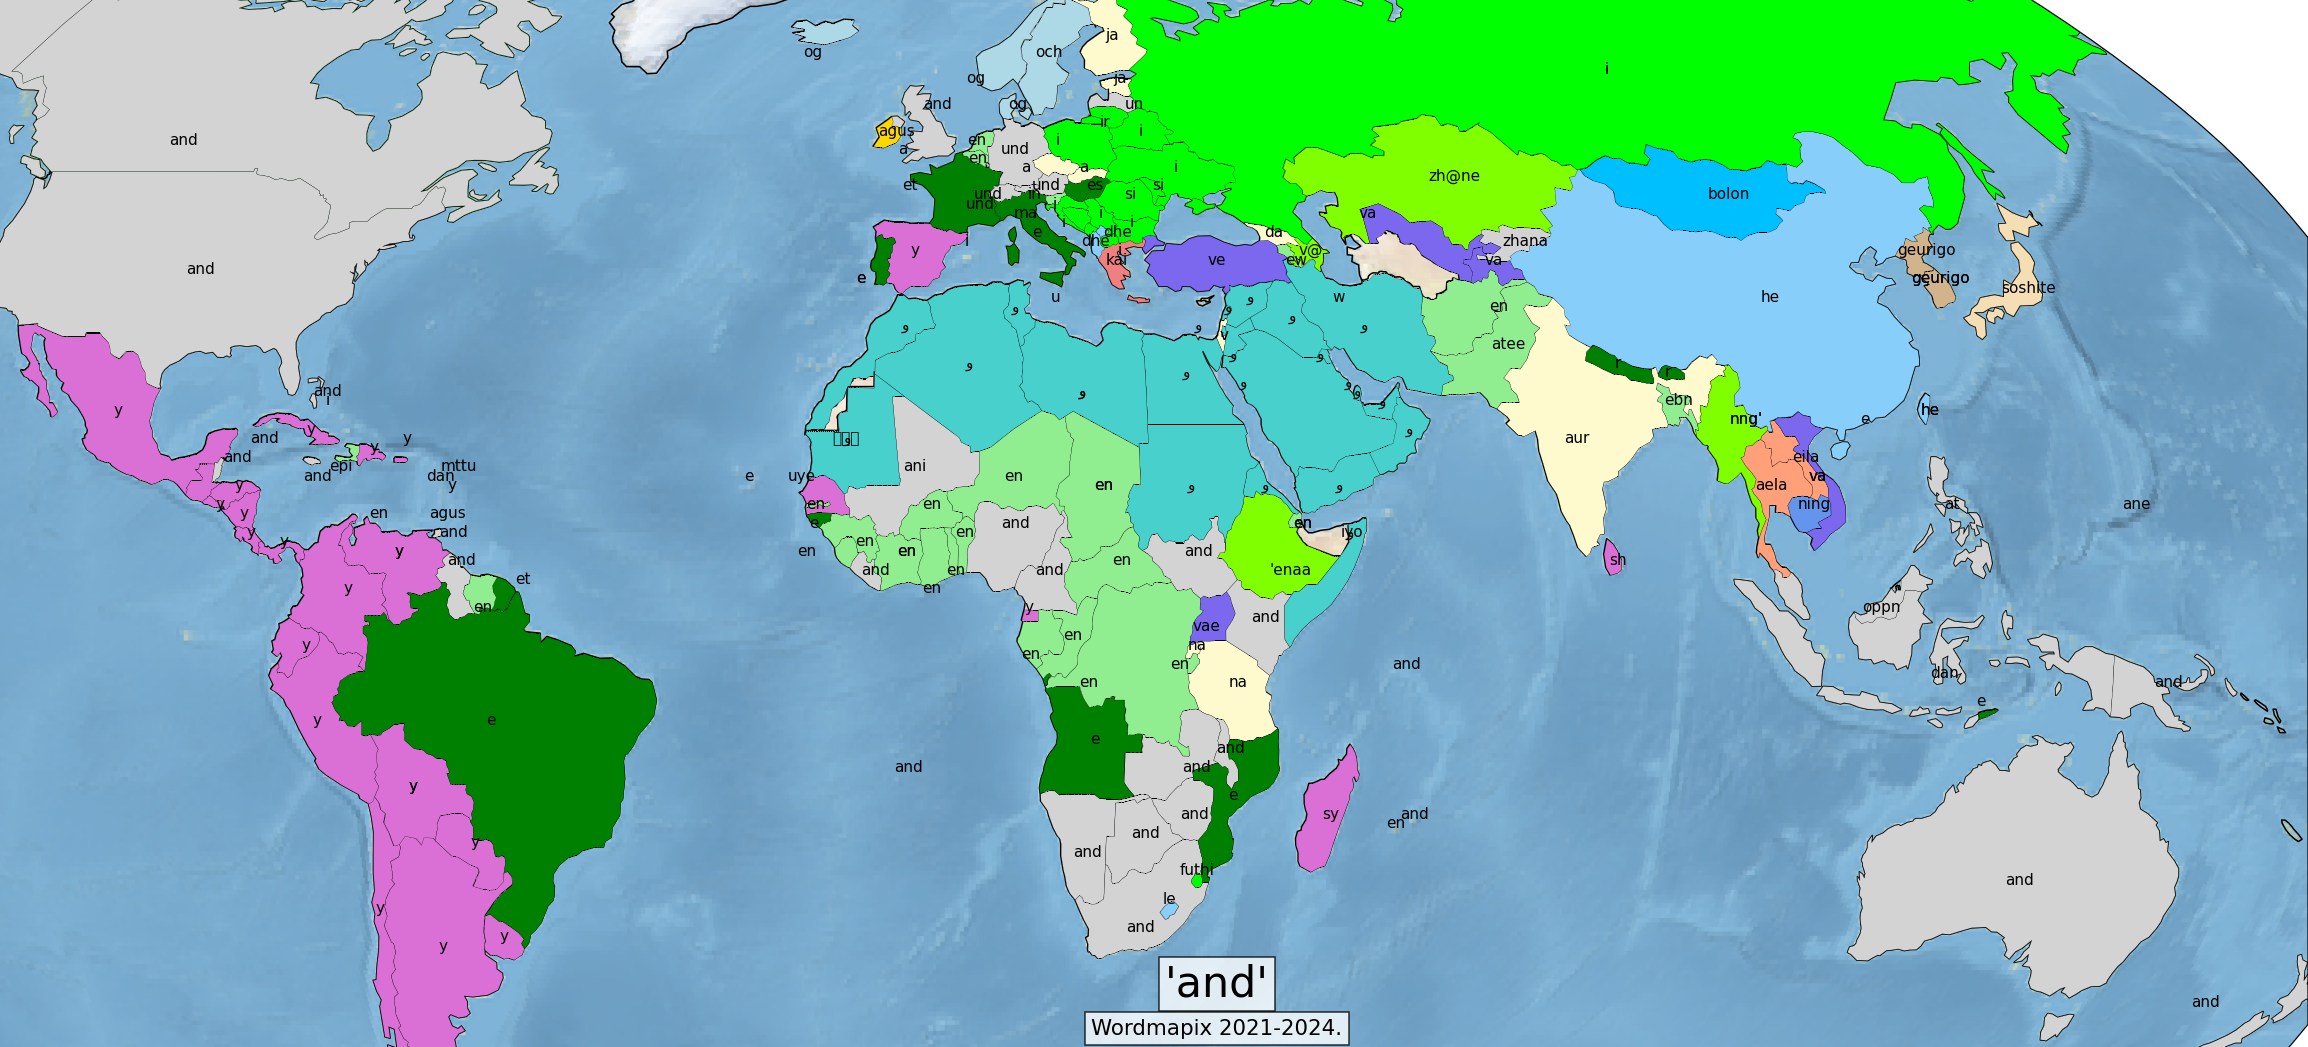 ja
og
och
i
og
ja
og
un
and
ir
i
agus
and
en
i
a
und
en
a
a
i
et
und
es
si
si
zh@ne
bolon
und
in
und
i
ma
i
i
va
i
e
dhe
da
zhana
i
y
dhe
v@
geurigo
and
kai
ve
ew
va
e
he
geurigo
soshite
u
w
و
en
و
و
و
و
و
و
و
v
atee
و
و
r
و
و
r
and
و
و
و
i
و
و
ebn
y
aur
nng'
he
e
y
and
و
y
y
و
and
epi
mttu
ani
eila
and
dan
e
uye
en
va
y
y
en
و
و
و
aela
y
en
en
ning
at
ane
y
en
agus
e
and
en
en
y
and
en
iyo
y
en
en
y
and
and
en
sh
and
en
and
en
and
'enaa
et
y
en
oppn
en
y
and
vae
en
y
na
en
en
and
na
dan
en
and
e
y
e
e
and
and
and
y
e
and
sy
and
en
and
y
and
and
futhi
and
le
y
and
y
y
and
'and'
Wordmapix 2021-2024.